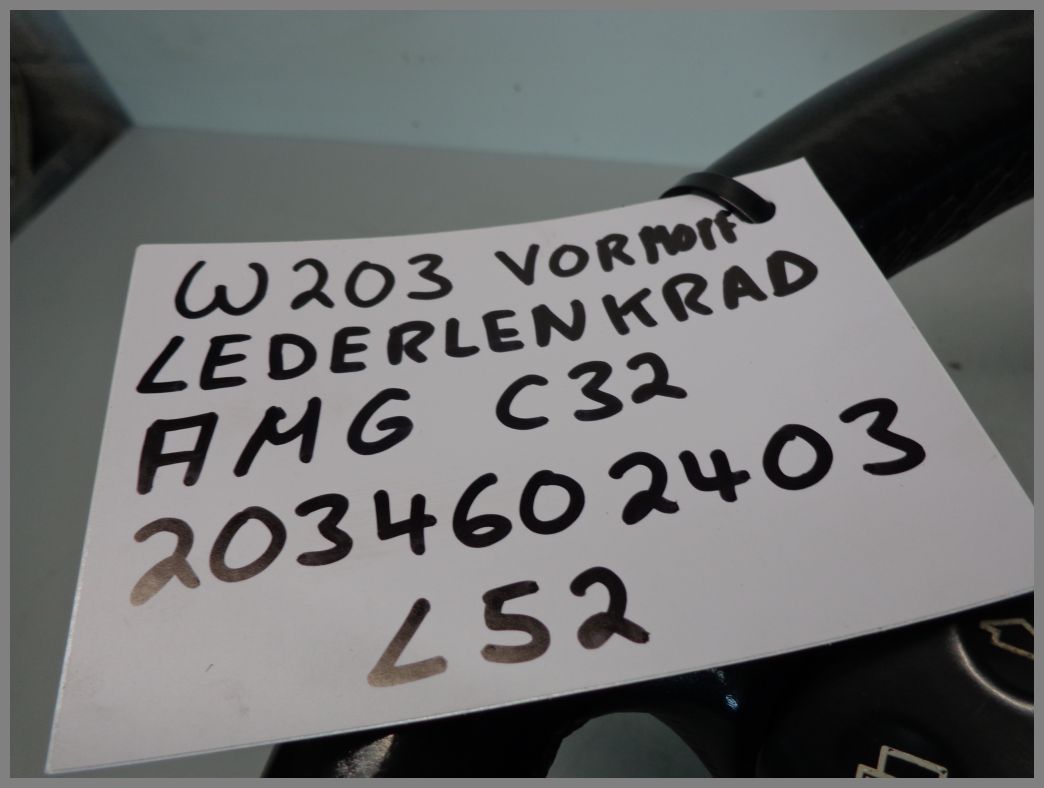 W203 VORMOPF
LEDERLENKRAD
AMG C32
2034602403
L52